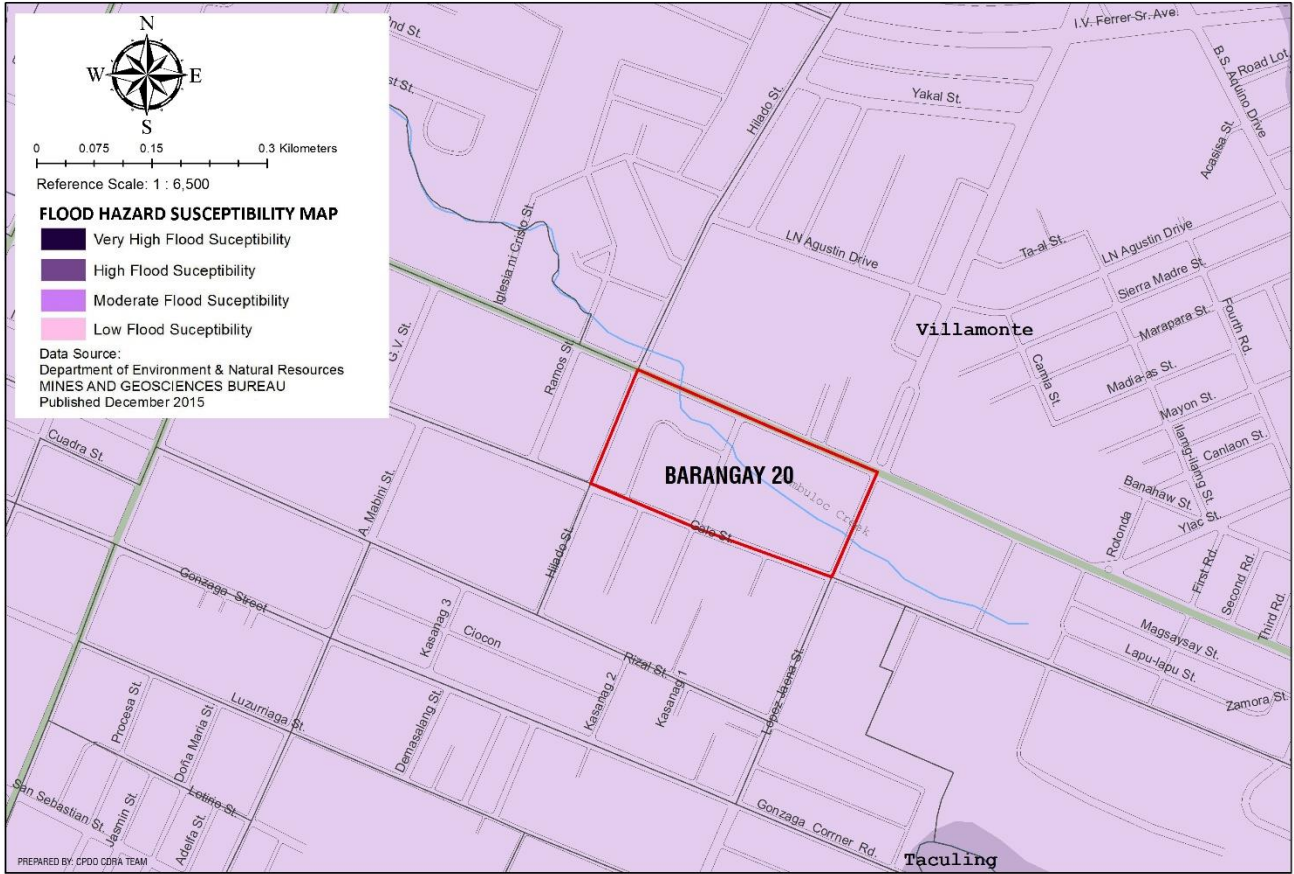 N
W
E
S
0 0.075 0.15 0.3 Kilometers
Reference Scale: 1 : 6,500
FLOOD HAZARD SUSCEPTIBILITY MAP
Very High Flood Suceptibility
High Flood Suceptibility
Moderate Flood Suceptibility
Low Flood Suceptibility
Data Source:
Department of Environment & Natural Resources
MINES AND GEOSCIENCES BUREAU
Published December 2015
I.V. Ferrer Sr. Ave.
B.S. Aquino Drive
Road Lot
Yakal St.
Hilado St.
Acasisa St.
Iglesia ni Cristo St.
LN Agustin Drive
Ta-al St.
LN Agustin Drive
Sierra Madre St.
Fourth Rd.
Villamonte
Marapara St.
Camia St.
Madia-as St.
Mayon St.
Ilamg-ilamg St.
Canlaon St.
G.V. St.
Ramos St.
Cuadra St.
A. Mabini St.
BARANGAY 20
Creek
Banahaw St.
Ylac St.
Rotonda
First Rd.
Second Rd.
Third Rd.
Hilado St.
Gonzaga Street
Kasanag 3
Ciocon
Rizal St.
Kasanag 2
Kasanag 1
Lopez Jaena St.
Magsaysay St.
Lapu-lapu St.
Zamora St.
Procesa St.
Doña Maria St.
Luzurriaga St.
Demasalang St.
San Sebastian St.
Jasmin St.
Lotino St.
Adelfa St.
Gonzaga Corrner Rd.
Taculing
PREPARED BY: CPDO CDRA TEAM